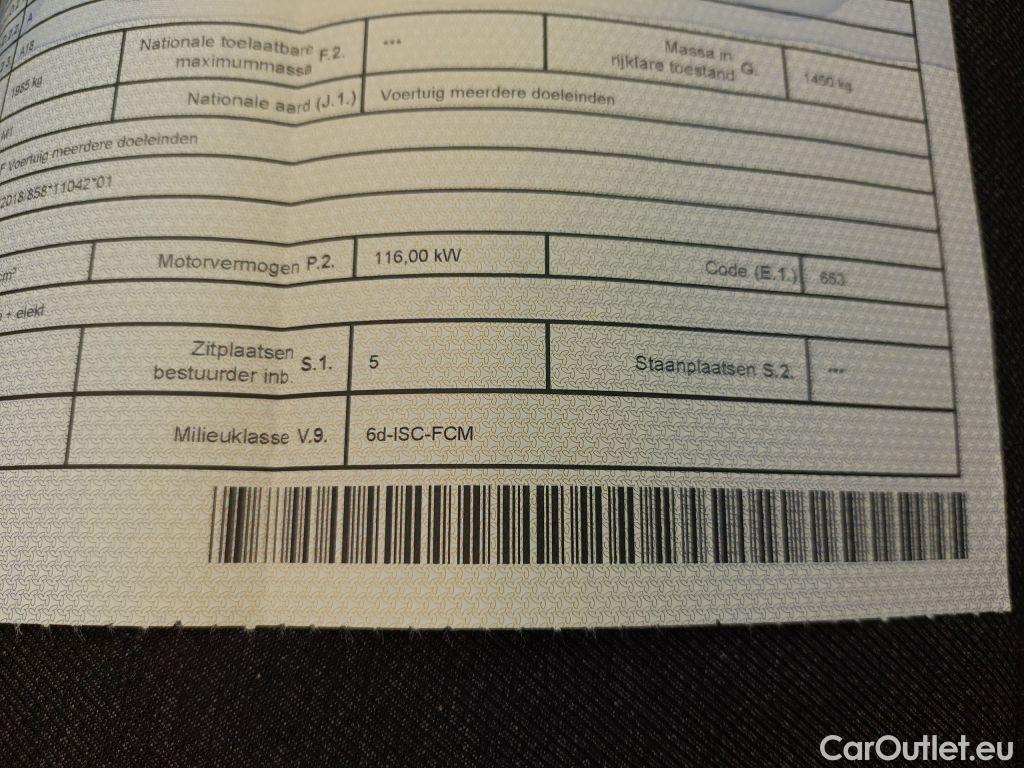 A
A18
Nationale toelaatbare F.2.
maximummassa
---
Massa in G.
rijklare toestand
1450 kg
1985 kg
Nationale aard (J.1.)
Voertuig meerdere doeleinden
M1
F Voertuig meerdere doeleinden
2018/858*11042*01
cm³
Motorvermogen P.2.
116,00 kW
Code (E.1.)
653
+ elekt
Zitplaatsen S.1.
bestuurder inb.
5
Staanplaatsen S.2.
---
Milieuklasse V.9.
6d-ISC-FCM
CarOutlet.eu